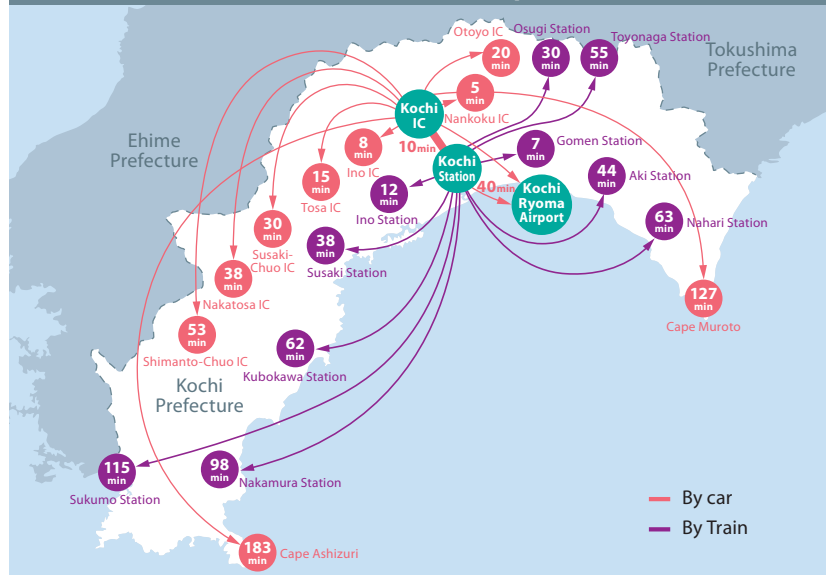 Otoyo IC
20
min
Osugi Station
30
min
Toyonaga Station
55
min
Tokushima
Prefecture
5
min
Nankoku IC
Kochi
IC
10min
Ehime
Prefecture
8
min
Ino IC
7
min
Gomen Station
Kochi
Station
15
min
Tosa IC
12
min
Ino Station
40min
Kochi
Ryoma
Airport
44
min
Aki Station
30
min
Susaki-
Chuo IC
38
min
Susaki Station
63
min
Nahari Station
38
min
Nakatosa IC
127
min
Cape Muroto
53
min
Shimanto-Chuo IC
62
min
Kubokawa Station
Kochi
Prefecture
115
min
Sukumo Station
98
min
Nakamura Station
183
min
Cape Ashizuri
By car
By Train